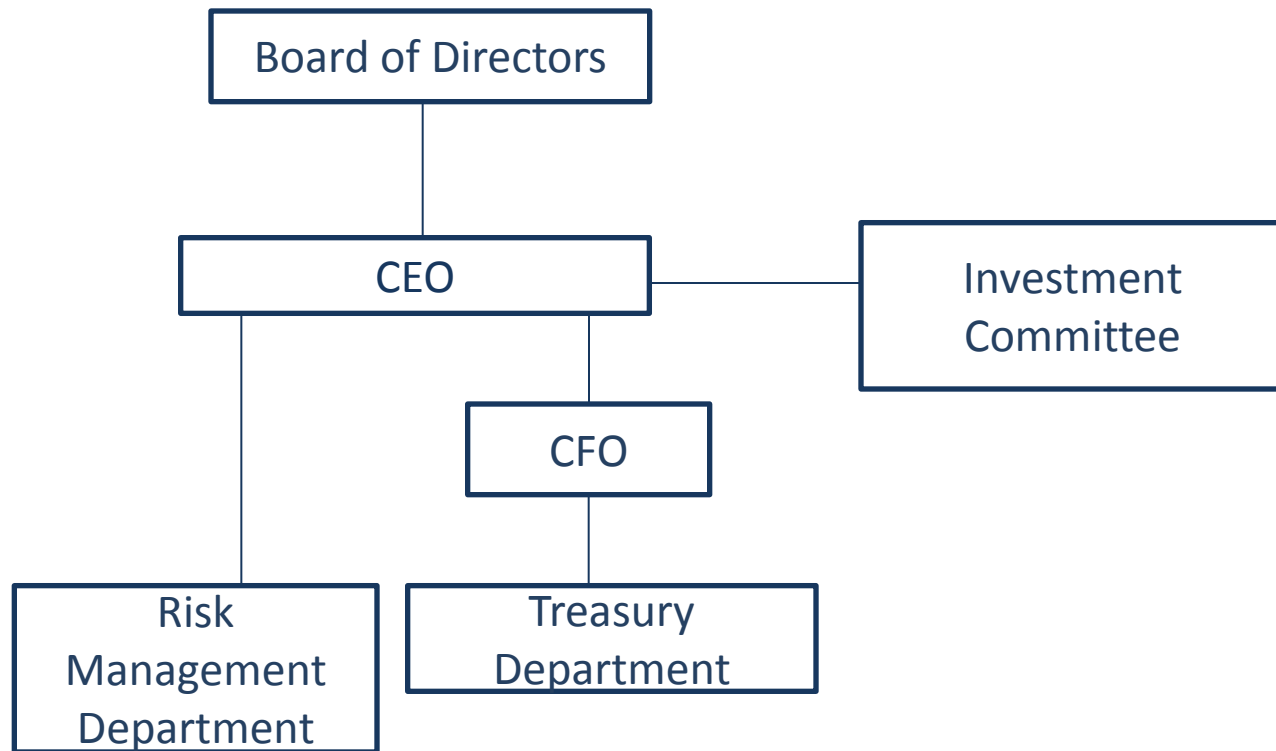 Board of Directors
CEO
Investment
Committee
CFO
Risk
Management
Department
Treasury
Department